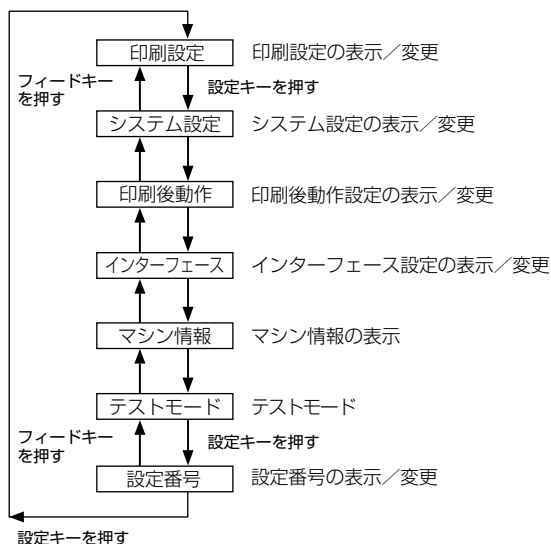 印刷設定 印刷設定の表示／変更
フィードキー
を押す
設定キーを押す
システム設定 システム設定の表示／変更
印刷後動作 印刷後動作設定の表示／変更
インターフェース インターフェース設定の表示／変更
マシン情報 マシン情報の表示
テストモード テストモード
フィードキー
を押す
設定キーを押す
設定番号 設定番号の表示／変更
設定キーを押す